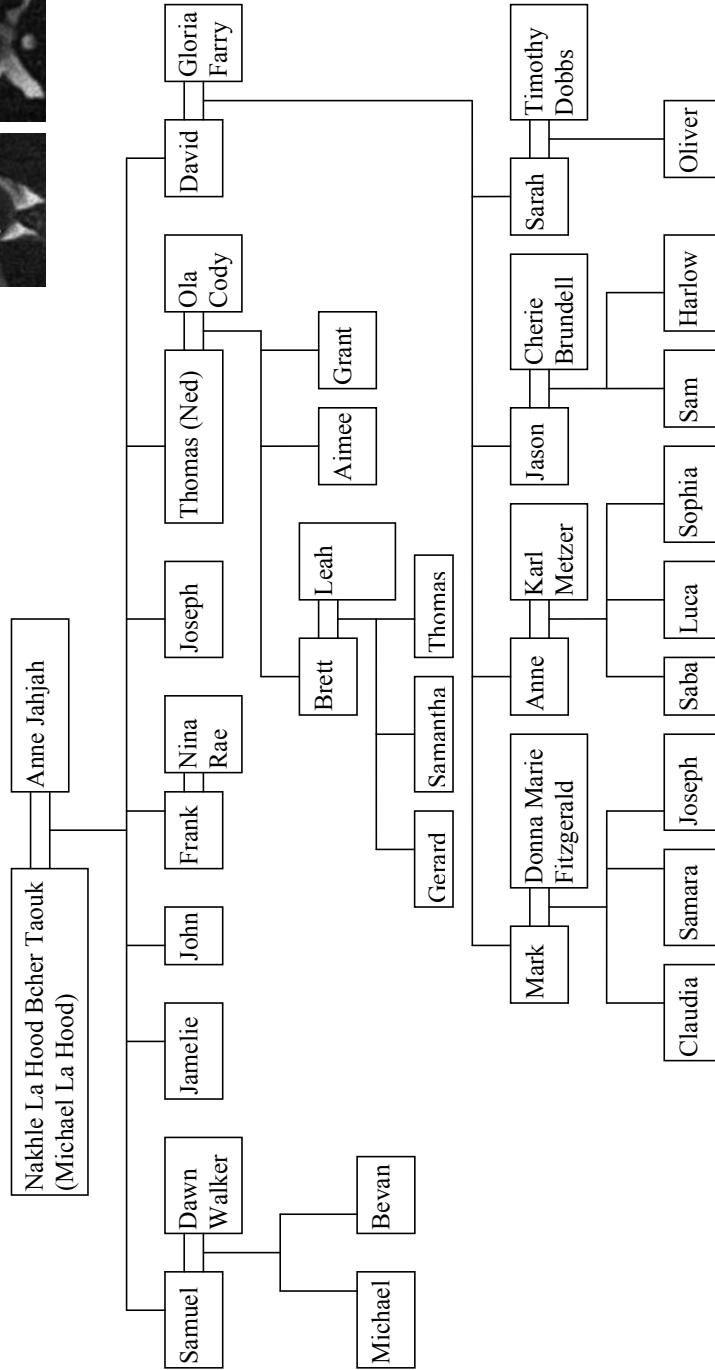 Nakhle La Hood Bcher Taouk
(Michael La Hood)
Anne Jahjah
Samuel
Dawn
Walker
Jamelie
John
Frank
Nina
Rae
Joseph
Thomas (Ned)
Ola
Cody
David
Gloria
Farry
Michael
Bevan
Brett
Leah
Aimee
Grant
Gerard
Samantha
Thomas
Mark
Donna Marie
Fitzgerald
Anne
Karl
Metzer
Jason
Cherie
Brundell
Sarah
Timothy
Dobbs
Claudia
Samara
Joseph
Saba
Luca
Sophia
Sam
Harlow
Oliver